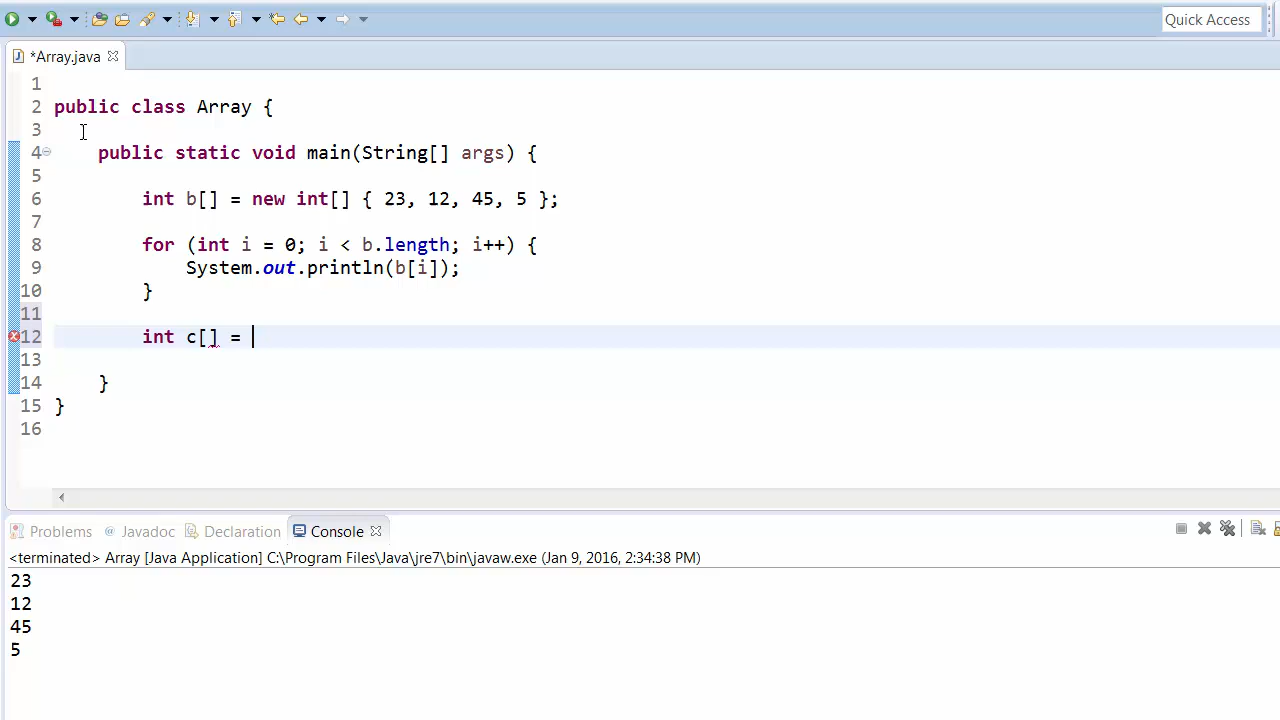 Quick Access
*Array.java
1
2 public class Array {
3
4 public static void main(String[] args) {
5
6 int b[] = new int[] { 23, 12, 45, 5 };
7
8 for (int i = 0; i < b.length; i++) {
9 System.out.println(b[i]);
10 }
11
12 int c[] =
13
14 }
15 }
16
Problems @ Javadoc Declaration Console
<terminated> Array [Java Application] C:\Program Files\Java\jre7\bin\javaw.exe (Jan 9, 2016, 2:34:38 PM)
23
12
45
5